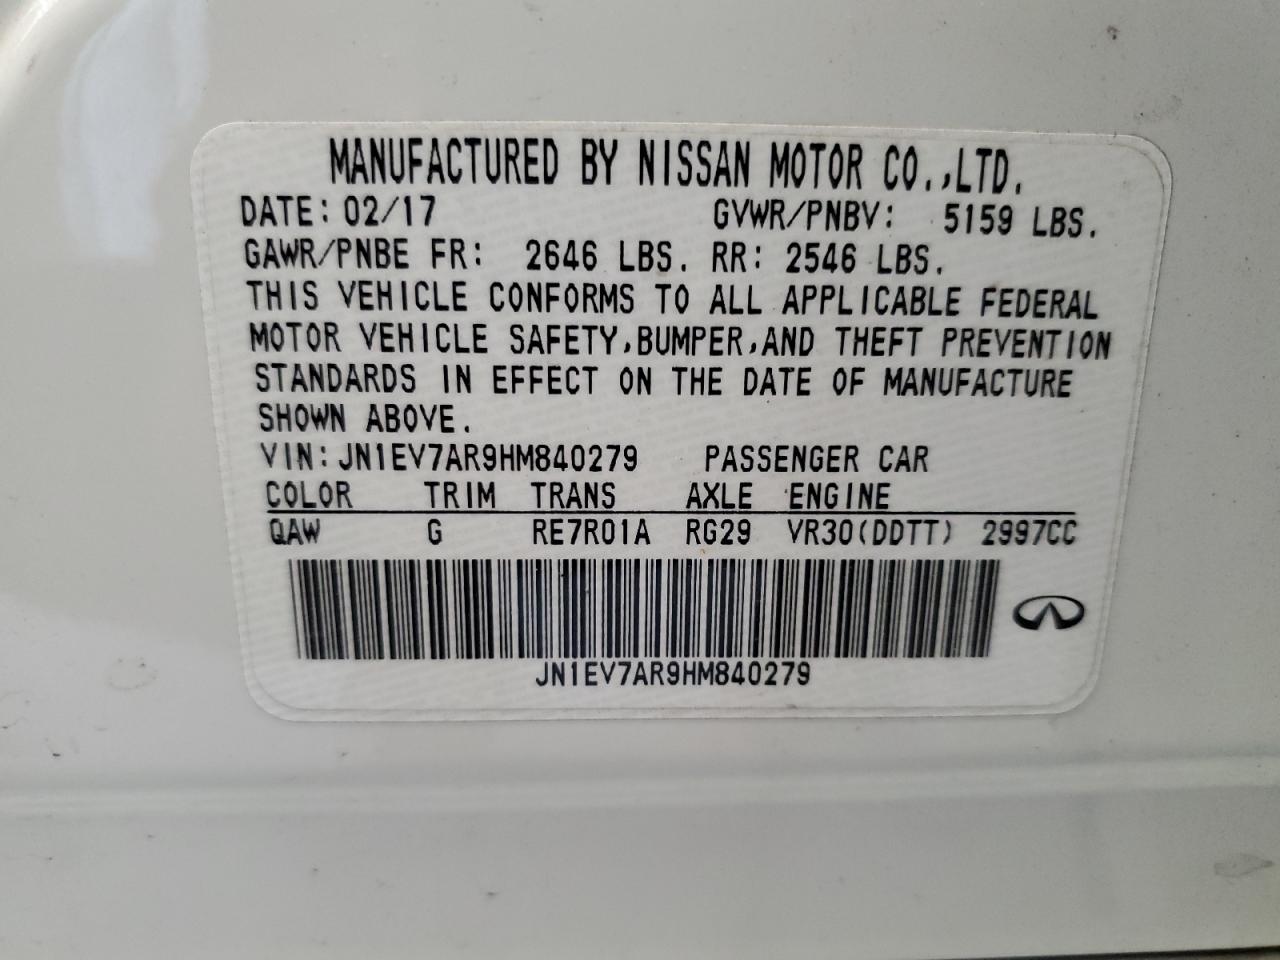 MANUFACTURED BY NISSAN MOTOR CO.,LTD.
DATE: 02/17 GVWR/PNBV: 5159 LBS.
GAWR/PNBE FR: 2646 LBS. RR: 2546 LBS.
THIS VEHICLE CONFORMS TO ALL APPLICABLE FEDERAL
MOTOR VEHICLE SAFETY,BUMPER,AND THEFT PREVENTION
STANDARDS IN EFFECT ON THE DATE OF MANUFACTURE
SHOWN ABOVE.
VIN:JN1EV7AR9HM840279 PASSENGER CAR
COLOR TRIM TRANS AXLE ENGINE
QAW G RE7R01A RG29 VR30(DDTT) 2997CC
JN1EV7AR9HM840279